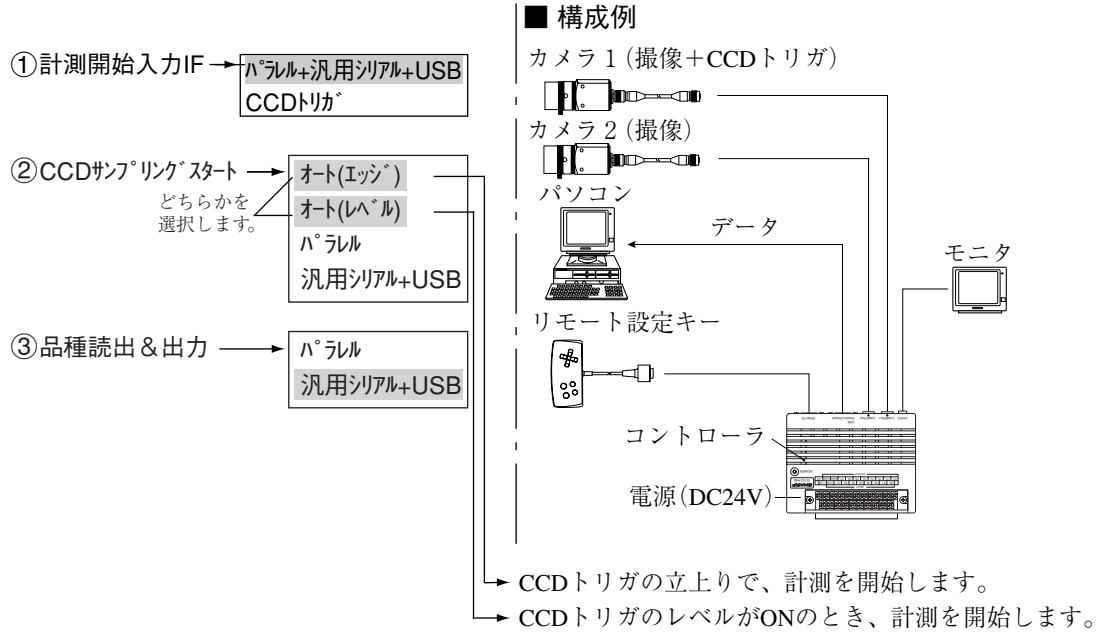 ①計測開始入力IF
パラレル+汎用シリアル+USB
CCDトリガ
②CCDサンプリングスタート
どちらかを
選択します。
オート(エッジ)
オート(レベル)
パラレル
汎用シリアル+USB
③品種読出&出力
パラレル
汎用シリアル+USB
■ 構成例
カメラ1(撮像+CCDトリガ)
カメラ2(撮像)
パソコン
データ
モニタ
リモート設定キー
コントローラ
電源(DC24V)
CCDトリガの立上りで、計測を開始します。
CCDトリガのレベルがONのとき、計測を開始します。